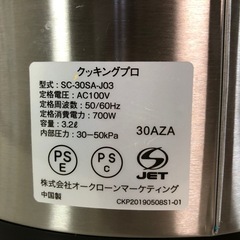 クッキングプロ
型式：SC-30SA-J03
定格電圧：AC100V
定格周波数：50/60Hz
定格消費電力：700W
容量：3.2ℓ
内部圧力：30−50kPa
30AZA
PS
E
PS
C
JET
株式会社オークローンマーケティング
中国製
CKP20190508S1-01